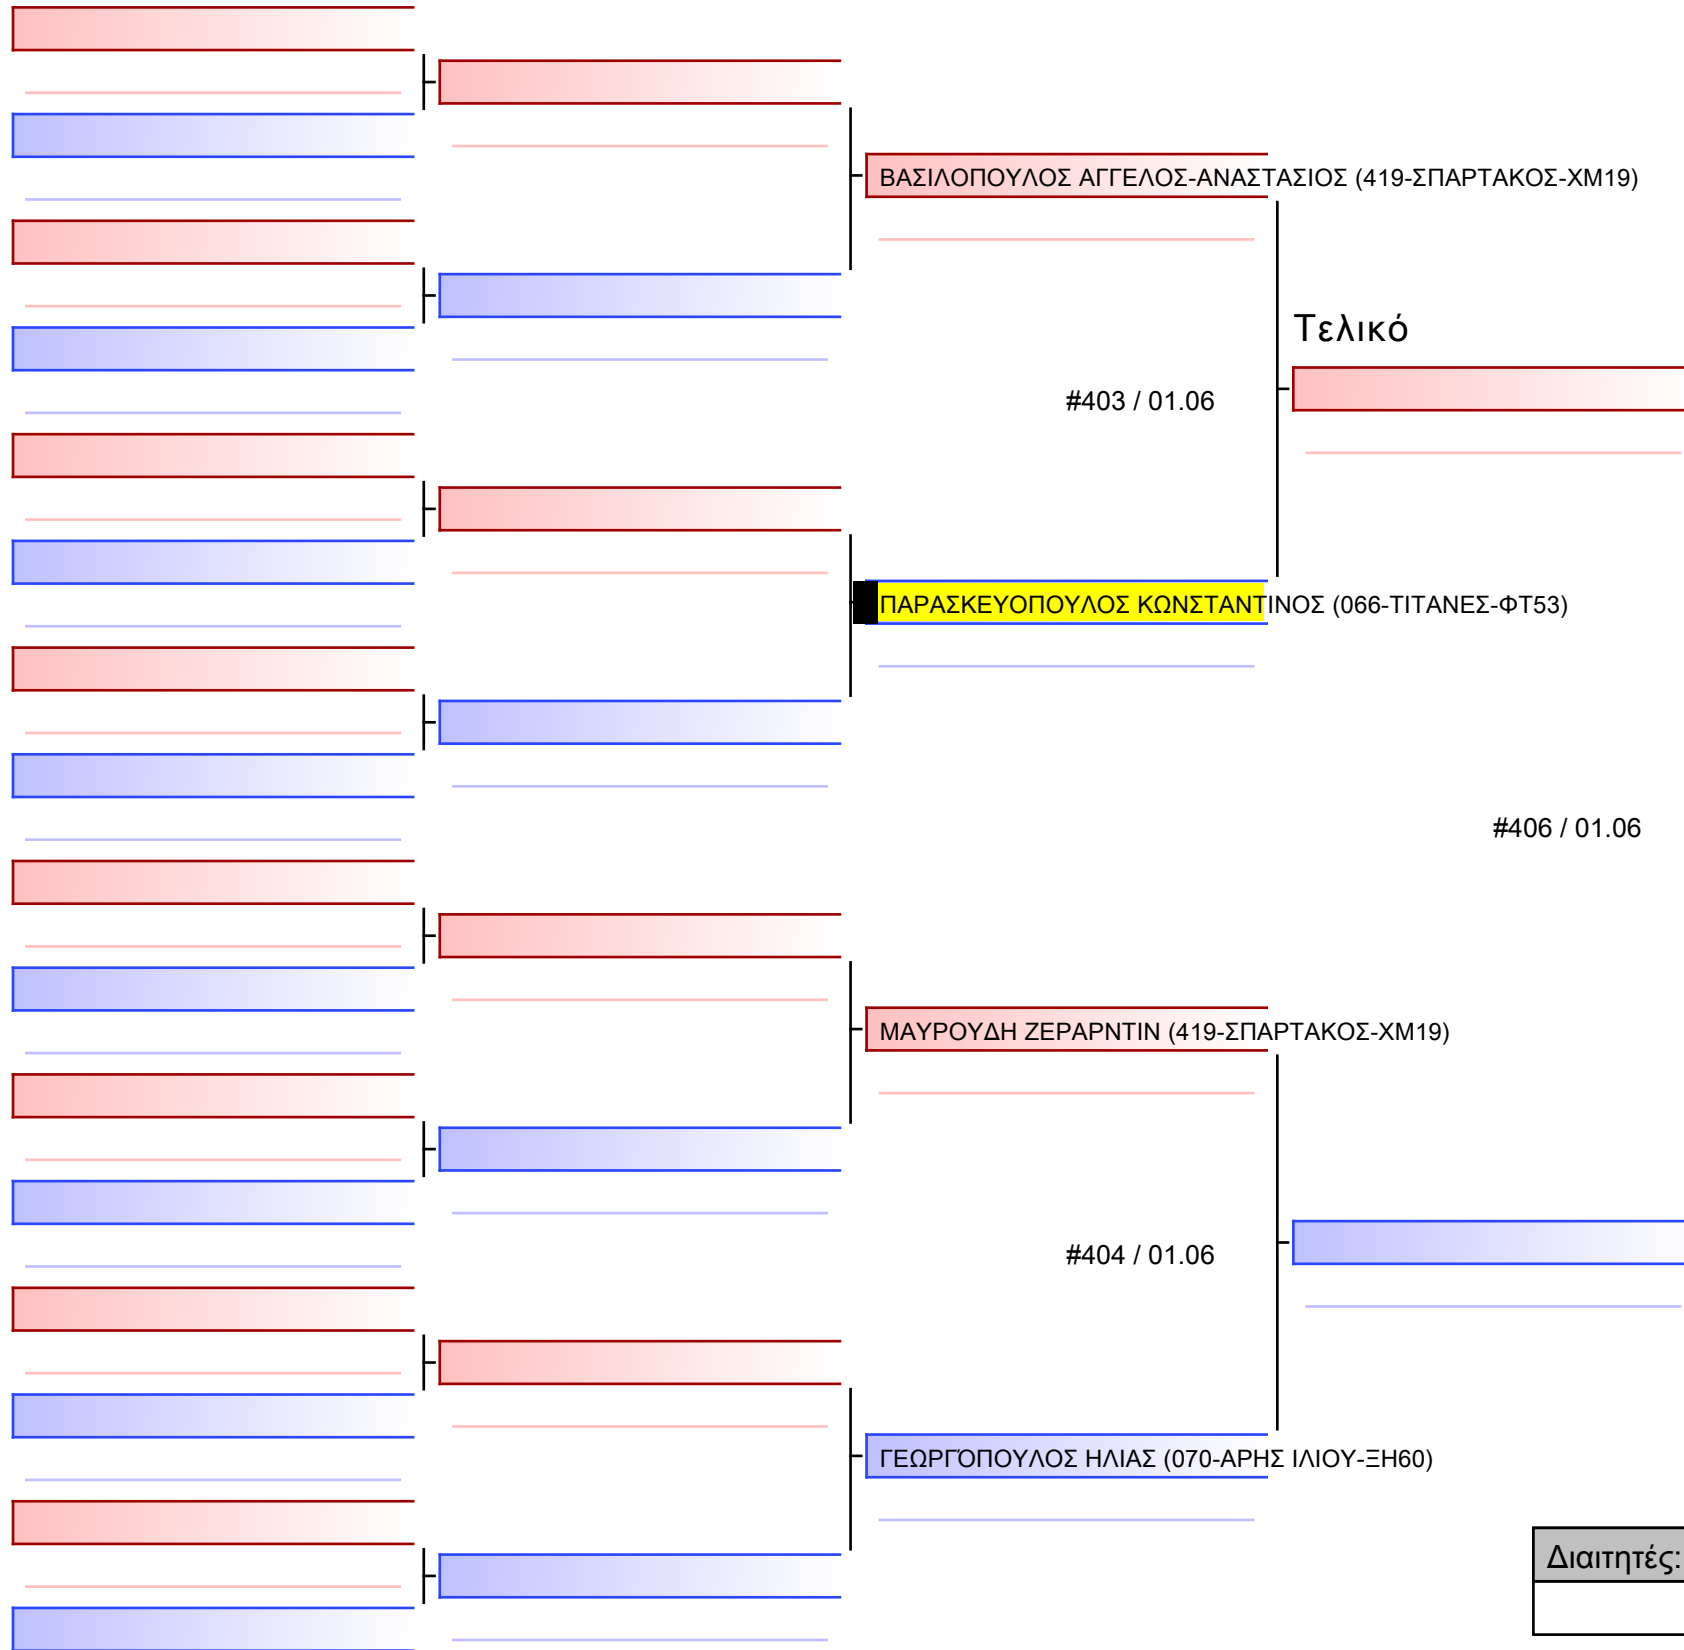 ΒΑΣΙΛΟΠΟΥΛΟΣ ΑΓΓΕΛΟΣ-ΑΝΑΣΤΑΣΙΟΣ (419-ΣΠΑΡΤΑΚΟΣ-ΧΜ19)
Τελικό
#403 / 01.06
ΠΑΡΑΣΚΕΥΟΠΟΥΛΟΣ ΚΩΝΣΤΑΝΤΙΝΟΣ (066-ΤΙΤΑΝΕΣ-ΦΤ53)
#406 / 01.06
ΜΑΥΡΟΥΔΗ ΖΕΡΑΡΝΤΙΝ (419-ΣΠΑΡΤΑΚΟΣ-ΧΜ19)
#404 / 01.06
ΓΕΩΡΓΌΠΟΥΛΟΣ ΗΛΙΑΣ (070-ΑΡΗΣ ΙΛΙΟΥ-ΞΗ60)
Διαιτητές: